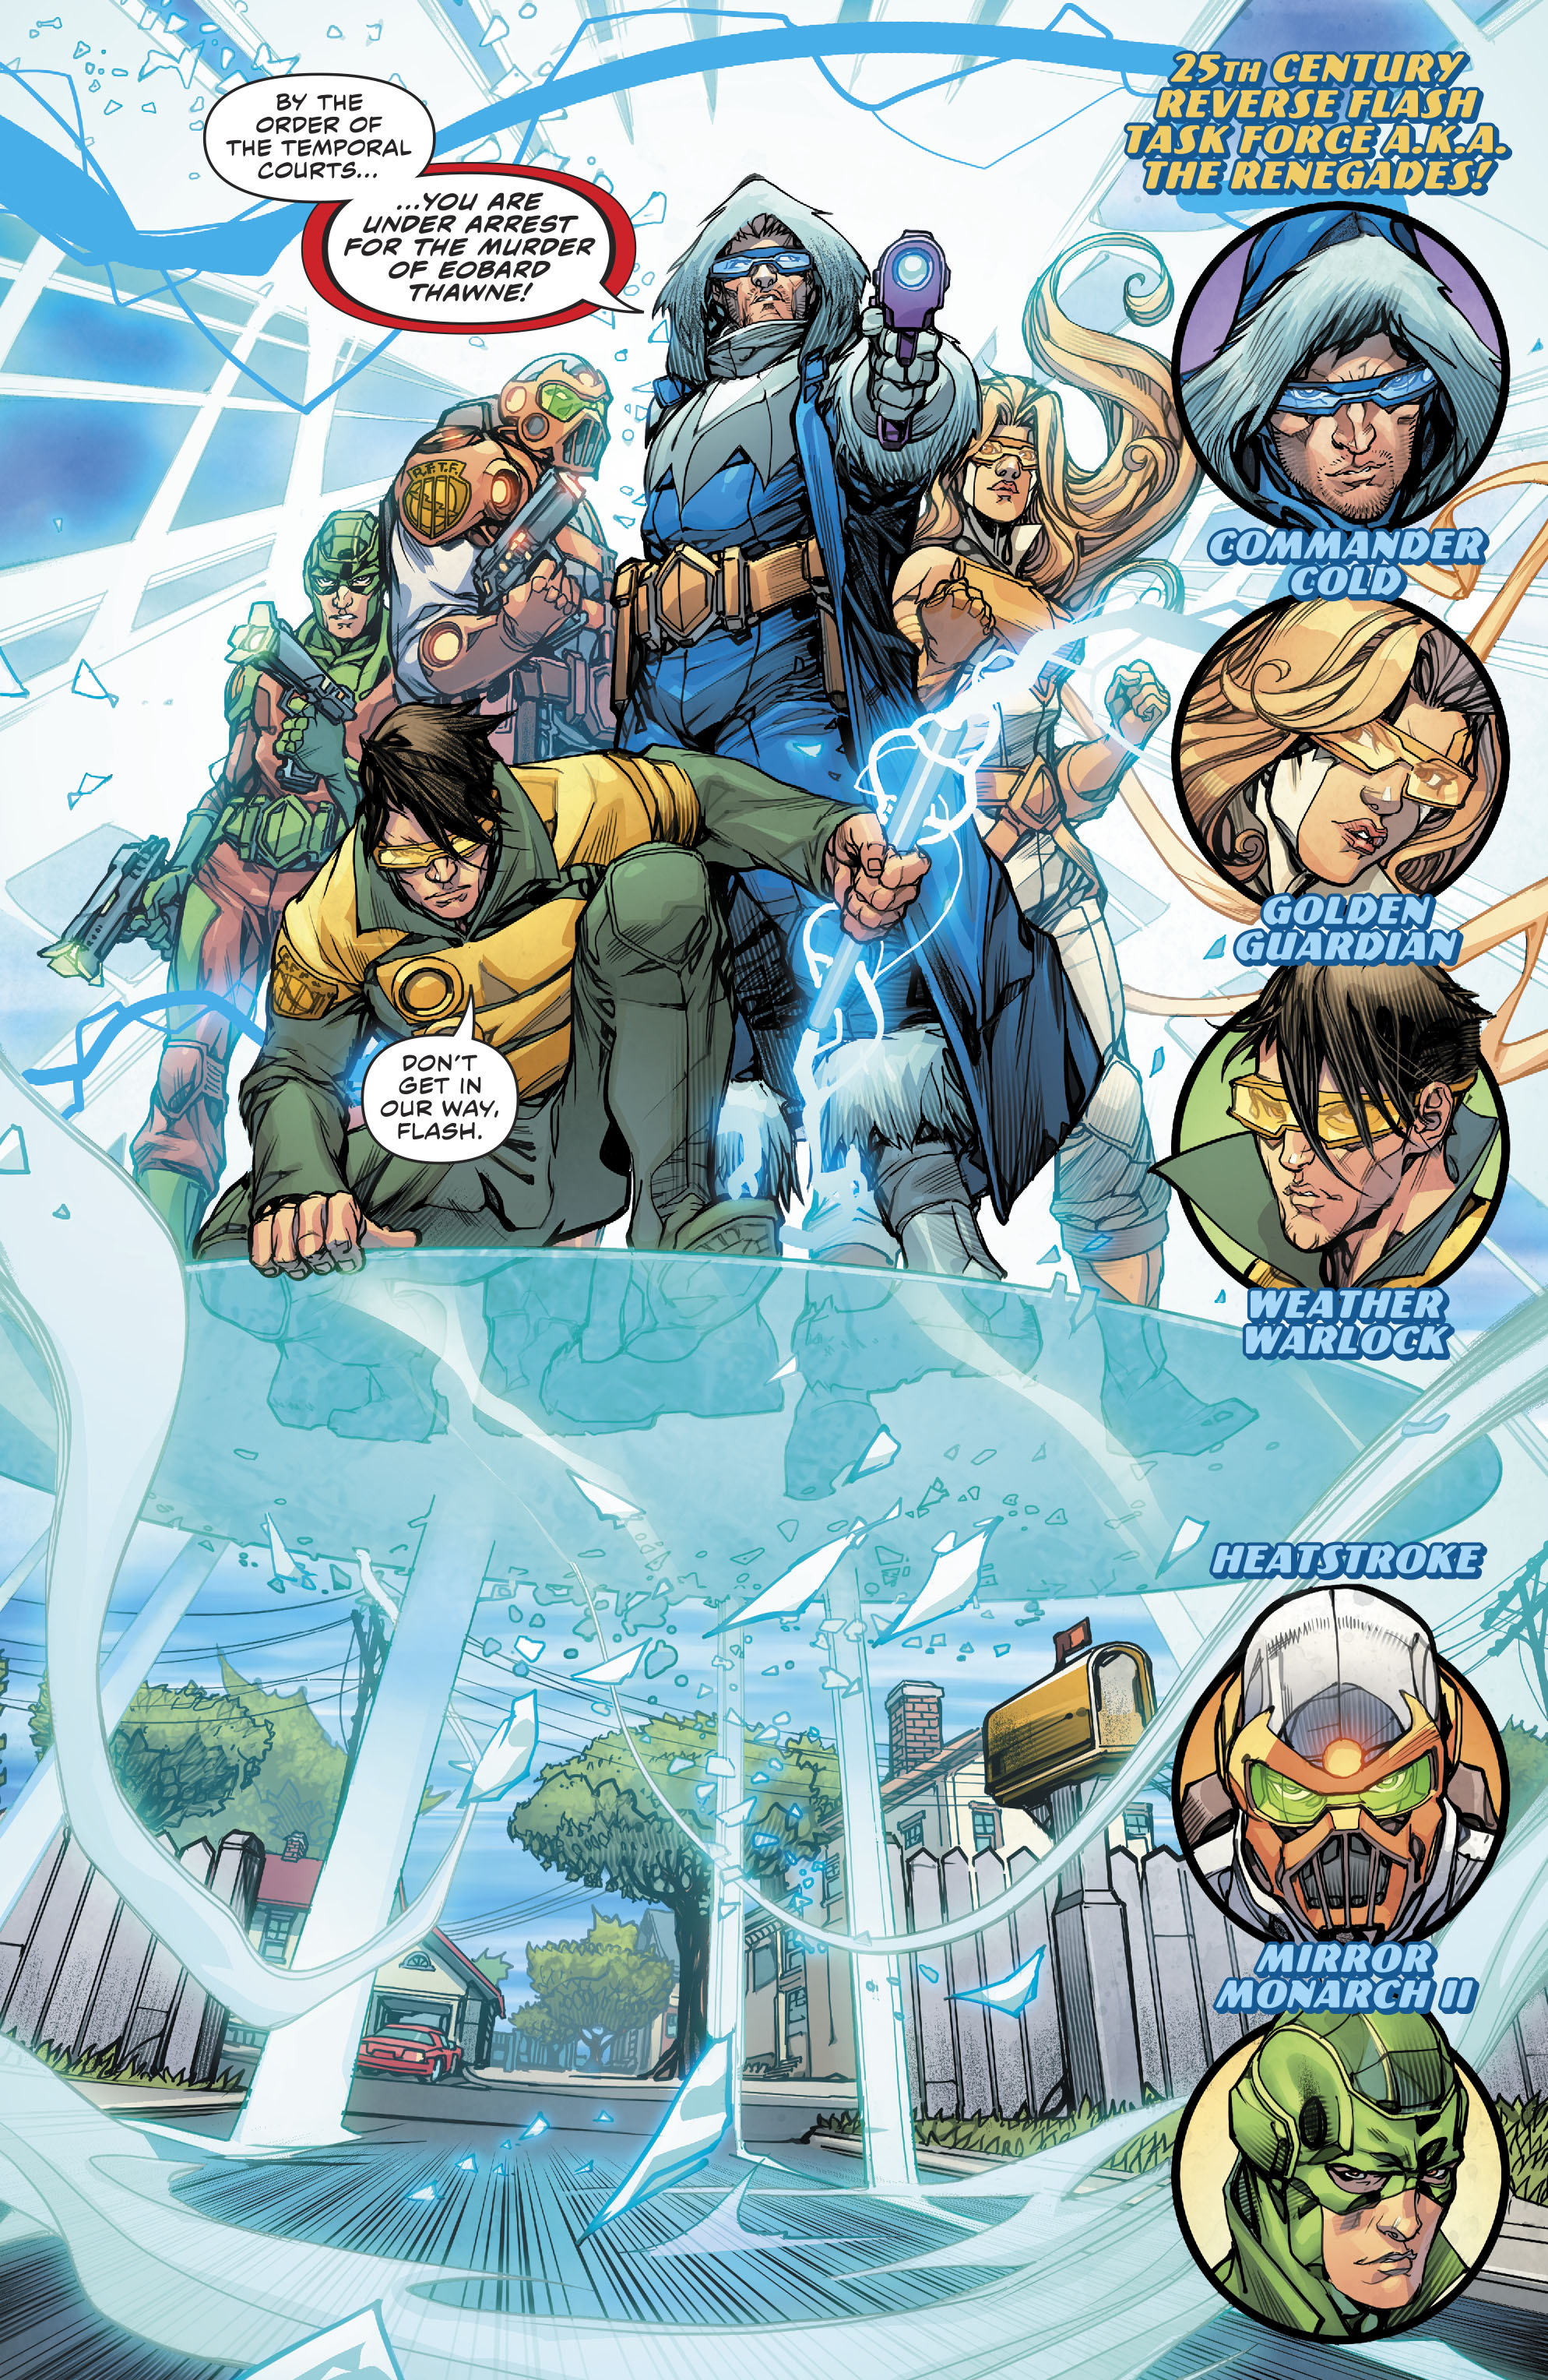 BY THE
ORDER OF
THE TEMPORAL
COURTS...
...YOU ARE
UNDER ARREST
FOR THE MURDER
OF EOBARD
THAWNE!
25TH CENTURY
REVERSE FLASH
TASK FORCE A.K.A.
THE RENEGADES!
R.F.T.F.
COMMANDER
COLD
GOLDEN
GUARDIAN
DON'T
GET IN
OUR WAY,
FLASH.
WEATHER
WARLOCK
HEATSTROKE
MIRROR
MONARCH II